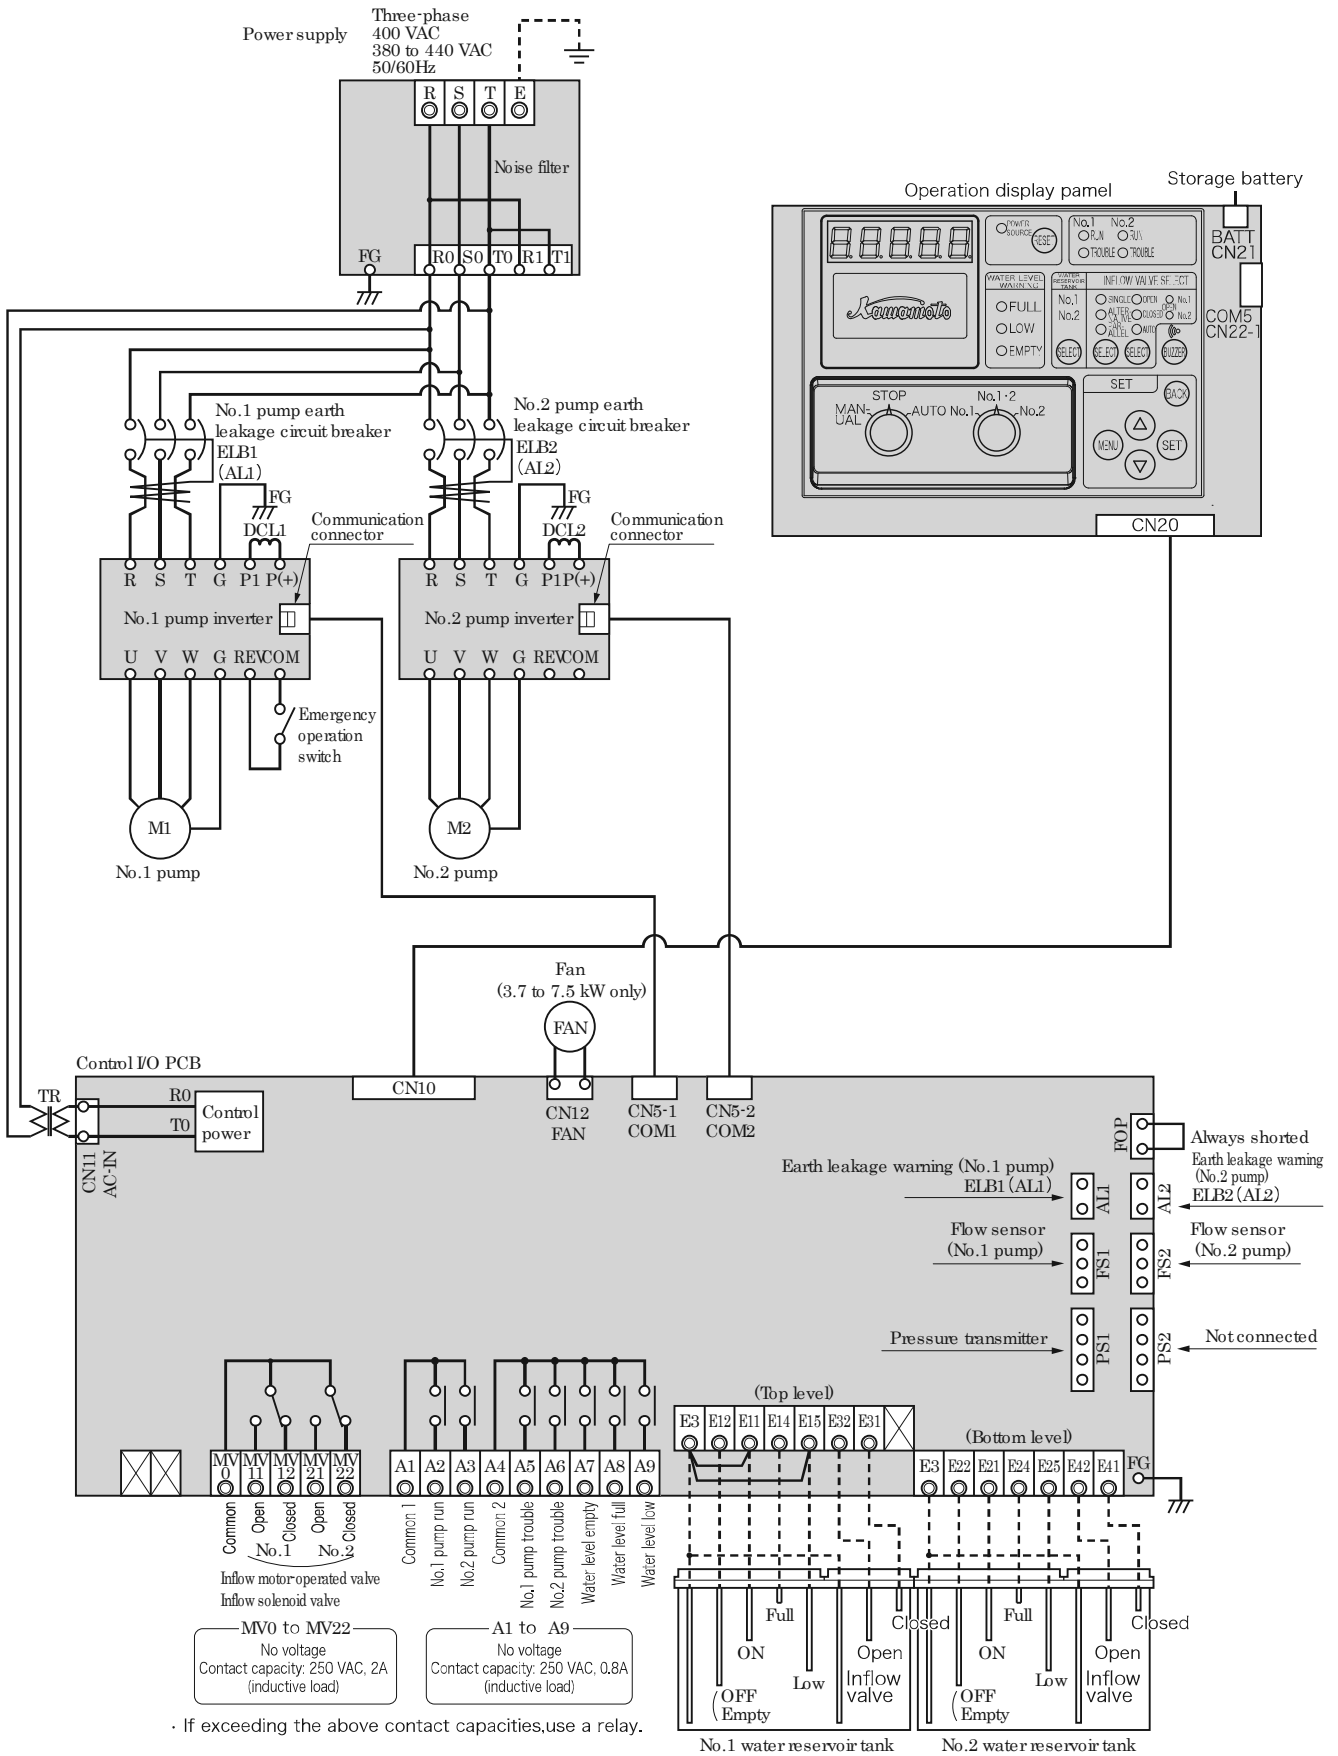 Power supply
Three-phase
400 VAC
380 to 440 VAC
50/60Hz
R S T E
Noise filter
FG
R0 S0 T0 R1 T1
Operation display pamel
Storage battery
BATT
CN21
COM5
CN22-1
POWER
SOURCE
RESET
No.1 No.2
RUN RUN
TROUBLE TROUBLE
Kawamoto
WATER LEVEL
WARNING
FULL
LOW
EMPTY
WATER
RESERVOIR
TANK
No.1
No.2
SELECT
INFLOW VALVE SELECT
SINGLE OPEN No.1
OPEN
CLOSED No.2
AUTO
SELECT SELECT BUZZER
STOP
MAN-
UAL
AUTO
No.1·2
No.1
No.2
SET
BACK
MENU
SET
CN20
No.1 pump earth
leakage circuit breaker
ELB1
(AL1)
No.2 pump earth
leakage circuit breaker
ELB2
(AL2)
FG
DCL1
Communication
connector
FG
DCL2
Communication
connector
R S T G P1 P(+)
No.1 pump inverter
U V W G REV COM
R S T G P1 P(+)
No.2 pump inverter
U V W G REV COM
Emergency
operation
switch
M1
No.1 pump
M2
No.2 pump
Fan
(3.7 to 7.5 kW only)
FAN
Control I/O PCB
TR
R0
T0
Control
power
CN11
AC-IN
CN10
CN12
FAN
CN5-1
COM1
CN5-2
COM2
FOP
Always shorted
Earth leakage warning (No.1 pump)
ELB1(AL1)
AL1
AL2
Earth leakage warning
(No.2 pump)
ELB2(AL2)
Flow sensor
(No.1 pump)
FS1
FS2
Flow sensor
(No.2 pump)
Pressure transmitter
PS1
PS2
Not connected
MV0 MV11 MV12 MV21 MV22
Common
Open
Closed
Open
Closed
No.1 No.2
Inflow motor-operated valve
Inflow solenoid valve
A1 A2 A3 A4 A5 A6 A7 A8 A9
Common 1
No.1 pump run
No.2 pump run
Common 2
No.1 pump trouble
No.2 pump trouble
Water level empty
Water level full
Water level low
(Top level)
E3 E12 E11 E14 E15 E32 E31
(Bottom level)
E3 E22 E21 E24 E25 E42 E41
FG
MV0 to MV22
No voltage
Contact capacity: 250 VAC, 2A
(inductive load)
A1 to A9
No voltage
Contact capacity: 250 VAC, 0.8A
(inductive load)
· If exceeding the above contact capacities,use a relay.
Full
ON
Low
(OFF
Empty
Closed
Open
Inflow
valve
No.1 water reservoir tank
Full
ON
Low
(OFF
Empty
Closed
Open
Inflow
valve
No.2 water reservoir tank